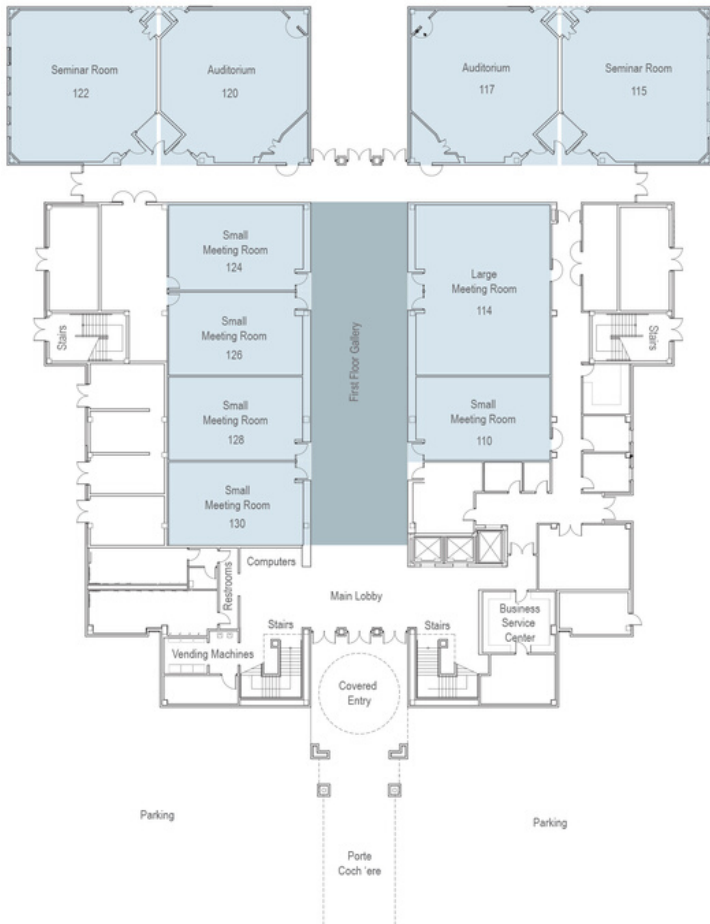 Seminar Room
122
Auditorium
120
Auditorium
117
Seminar Room
115
Small
Meeting Room
124
Large
Meeting Room
114
Small
Meeting Room
126
First Floor Gallery
Stairs
Stairs
Small
Meeting Room
128
Small
Meeting Room
110
Small
Meeting Room
130
Computers
Restrooms
Main Lobby
Business
Service
Center
Stairs
Stairs
Vending Machines
Covered
Entry
Parking
Parking
Porte
Coch 'ere